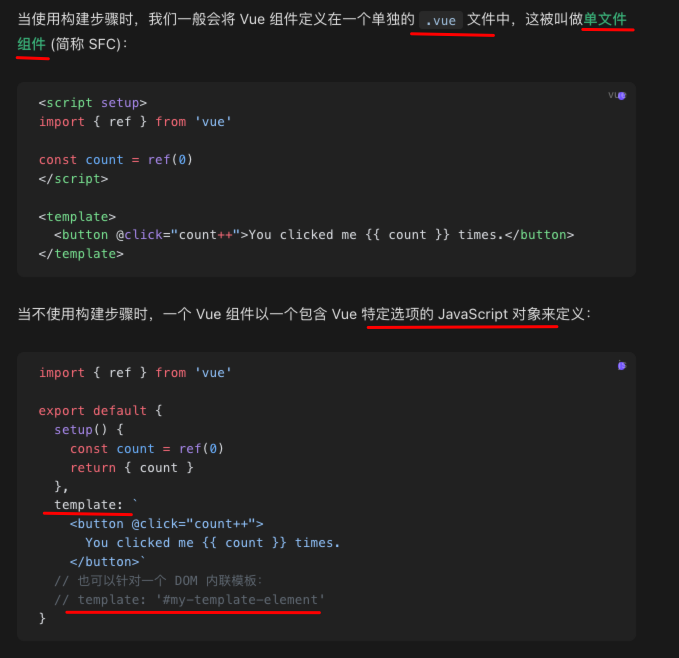 当使用构建步骤时，我们一般会将 Vue 组件定义在一个单独的 .vue 文件中，这被叫做单文件
组件 (简称 SFC)：
vue
<script setup>
import { ref } from 'vue'
const count = ref(0)
</script>
<template>
  <button @click="count++">You clicked me {{ count }} times.</button>
</template>
当不使用构建步骤时，一个 Vue 组件以一个包含 Vue 特定选项的 JavaScript 对象来定义：
js
import { ref } from 'vue'
export default {
  setup() {
    const count = ref(0)
    return { count }
  },
  template: `
    <button @click="count++">
      You clicked me {{ count }} times.
    </button>`
  // 也可以针对一个 DOM 内联模板：
  // template: '#my-template-element'
}